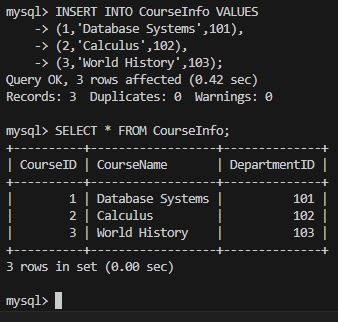 mysql> INSERT INTO CourseInfo VALUES
    -> (1,'Database Systems',101),
    -> (2,'Calculus',102),
    -> (3,'World History',103);
Query OK, 3 rows affected (0.42 sec)
Records: 3  Duplicates: 0  Warnings: 0

mysql> SELECT * FROM CourseInfo;
+----------+------------------+--------------+
| CourseID | CourseName       | DepartmentID |
+----------+------------------+--------------+
|        1 | Database Systems |          101 |
|        2 | Calculus         |          102 |
|        3 | World History    |          103 |
+----------+------------------+--------------+
3 rows in set (0.00 sec)

mysql>